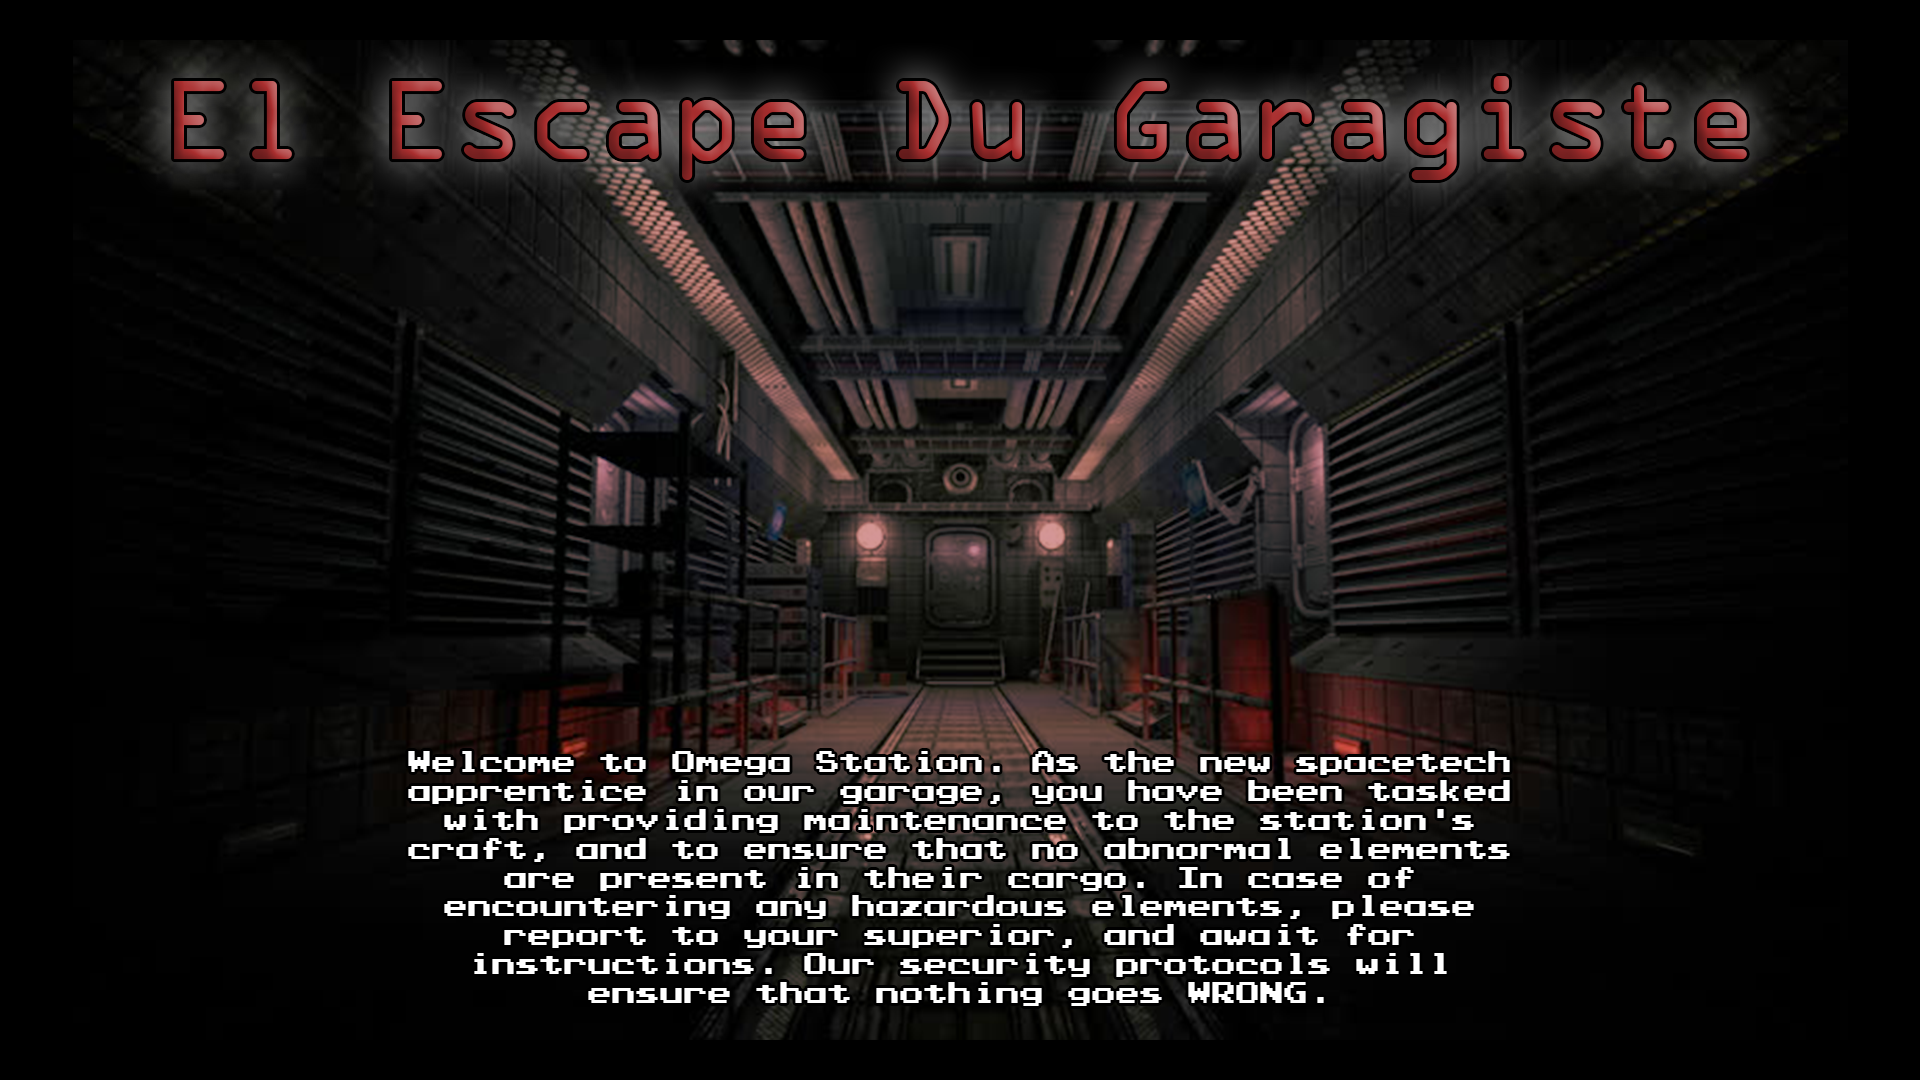 El Escape Du Garagiste
Welcome to Omega Station. As the new spacetech
apprentice in our garage, you have been tasked
with providing maintenance to the station's
craft, and to ensure that no abnormal elements
are present in their cargo. In case of
encountering any hazardous elements, please
report to your superior, and await for
instructions. Our security protocols will
ensure that nothing goes WRONG.